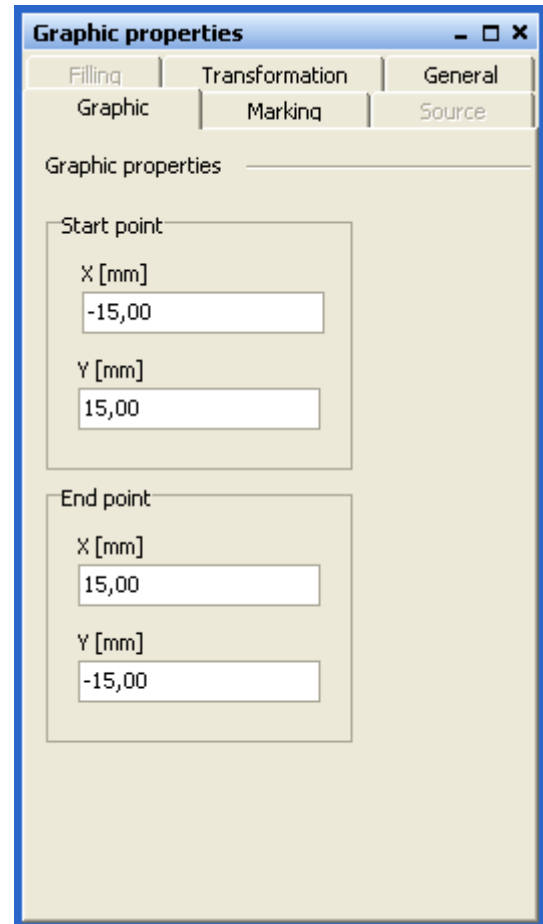 Graphic properties
Filling Transformation General
Graphic Marking Source
Graphic properties
Start point
X [mm]
-15,00
Y [mm]
15,00
End point
X [mm]
15,00
Y [mm]
-15,00